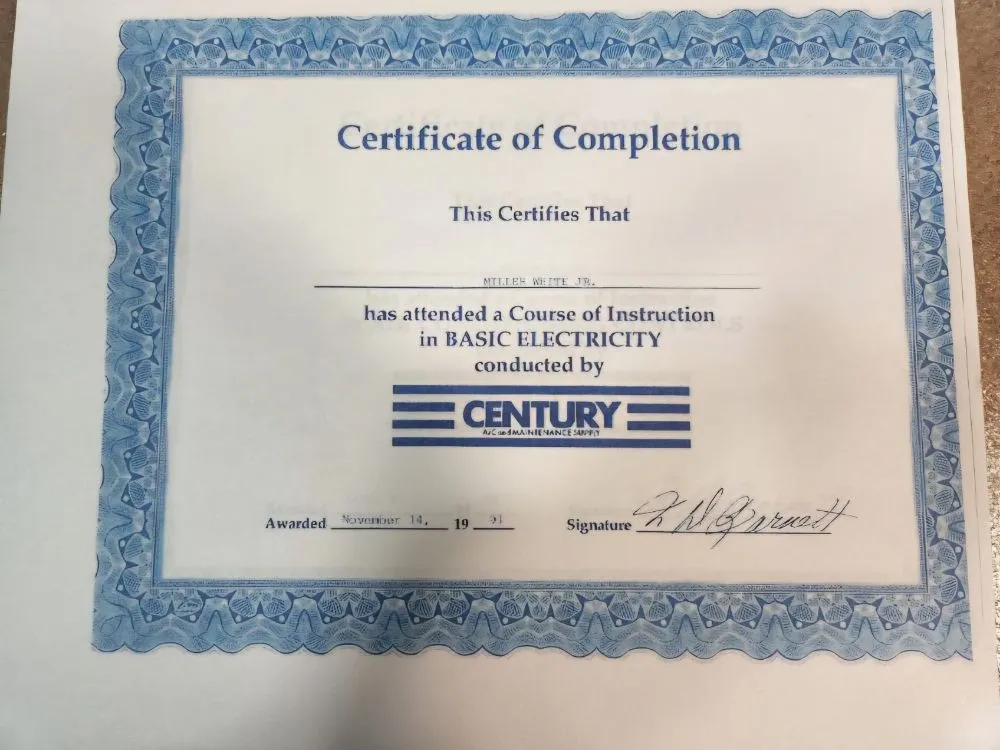 Certificate of Completion
This Certifies That
MILLER WHITE JR.
has attended a Course of Instruction
in BASIC ELECTRICITY
conducted by
CENTURY
A/C and MAINTENANCE SUPPLY
Awarded November 14, 19 91
Signature Barnett